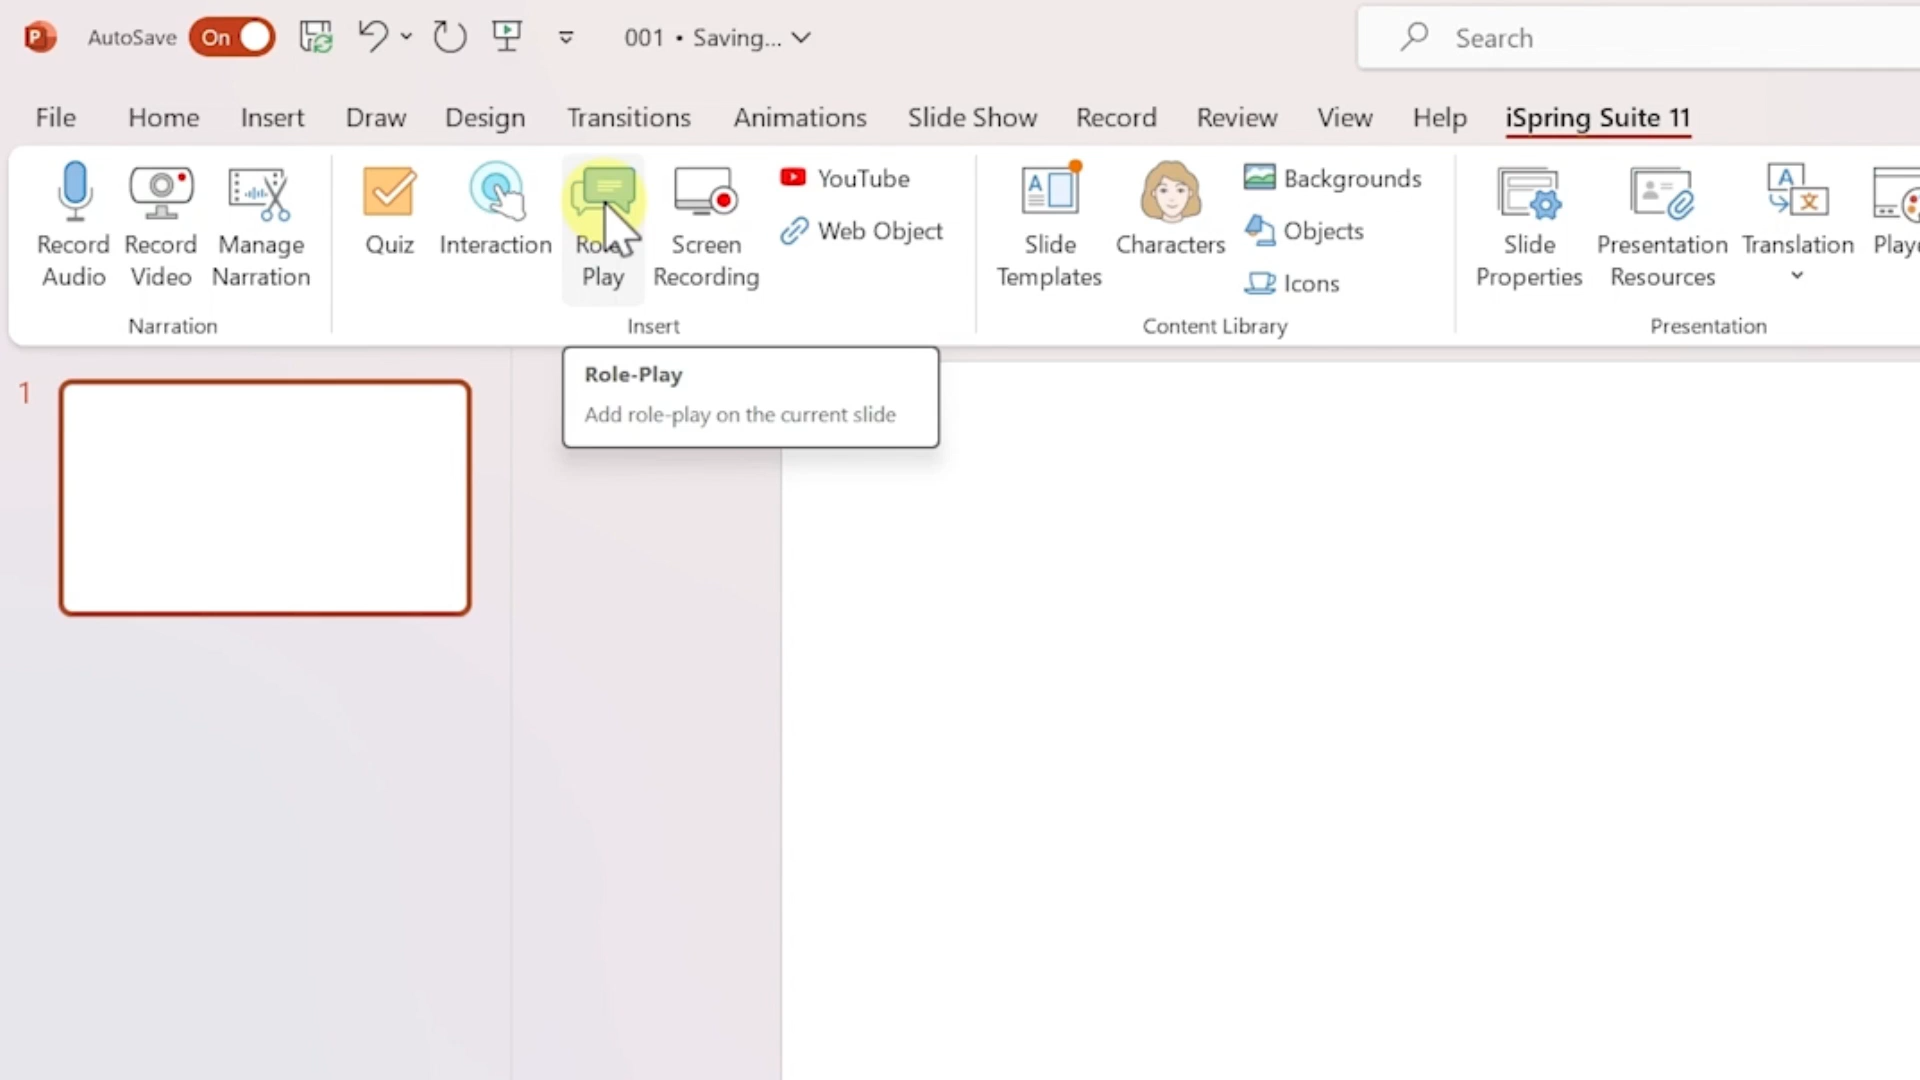 AutoSave On 001 • Saving... Search
File Home Insert Draw Design Transitions Animations Slide Show Record Review View Help iSpring Suite 11
Record Audio
Record Video
Manage Narration
Narration
Quiz
Interaction
Role Play
Screen Recording
YouTube
Web Object
Insert
Slide Templates
Characters
Backgrounds
Objects
Icons
Content Library
Slide Properties
Presentation Resources
Translation
Presentation
Role-Play
Add role-play on the current slide
1